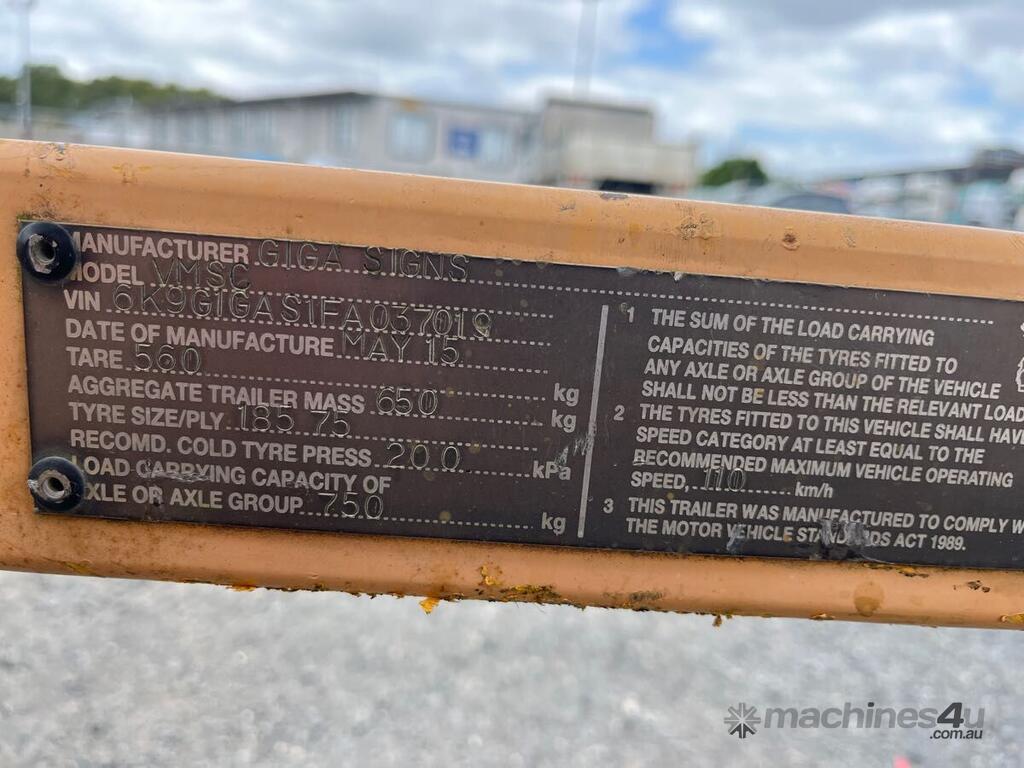 MANUFACTURER GIGA SIGNS
MODEL VMSC
VIN 6K9G1GAS1FA037019
DATE OF MANUFACTURE MAY 15
TARE 560 kg
AGGREGATE TRAILER MASS 650 kg
TYRE SIZE/PLY 185 75
RECOMD. COLD TYRE PRESS 200 kPa
LOAD CARRYING CAPACITY OF
AXLE OR AXLE GROUP 750 kg
1 THE SUM OF THE LOAD CARRYING
CAPACITIES OF THE TYRES FITTED TO
ANY AXLE OR AXLE GROUP OF THE VEHICLE
SHALL NOT BE LESS THAN THE RELEVANT LOAD
2 THE TYRES FITTED TO THIS VEHICLE SHALL HAVE
SPEED CATEGORY AT LEAST EQUAL TO THE
RECOMMENDED MAXIMUM VEHICLE OPERATING
SPEED, 110 km/h
3 THIS TRAILER WAS MANUFACTURED TO COMPLY W
THE MOTOR VEHICLE STANDARDS ACT 1989.
machines4u
.com.au